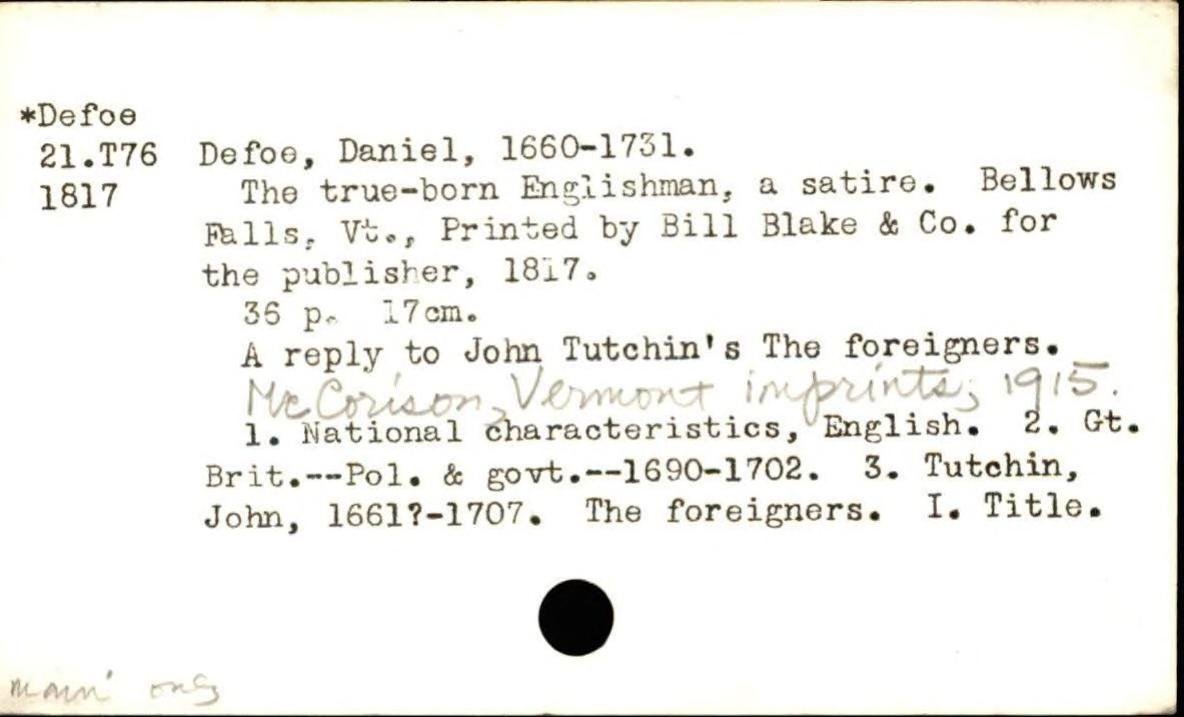 *Defoe
21.T76 Defoe, Daniel, 1660-1731.
1817 The true-born Englishman, a satire. Bellows
Falls, Vt., Printed by Bill Blake & Co. for
the publisher, 1817.
36 p. 17cm.
A reply to John Tutchin's The foreigners.
McCorison, Vermont imprints, 1915.
1. National characteristics, English. 2. Gt.
Brit.--Pol. & govt.--1690-1702. 3. Tutchin,
John, 1661?-1707. The foreigners. I. Title.
main only